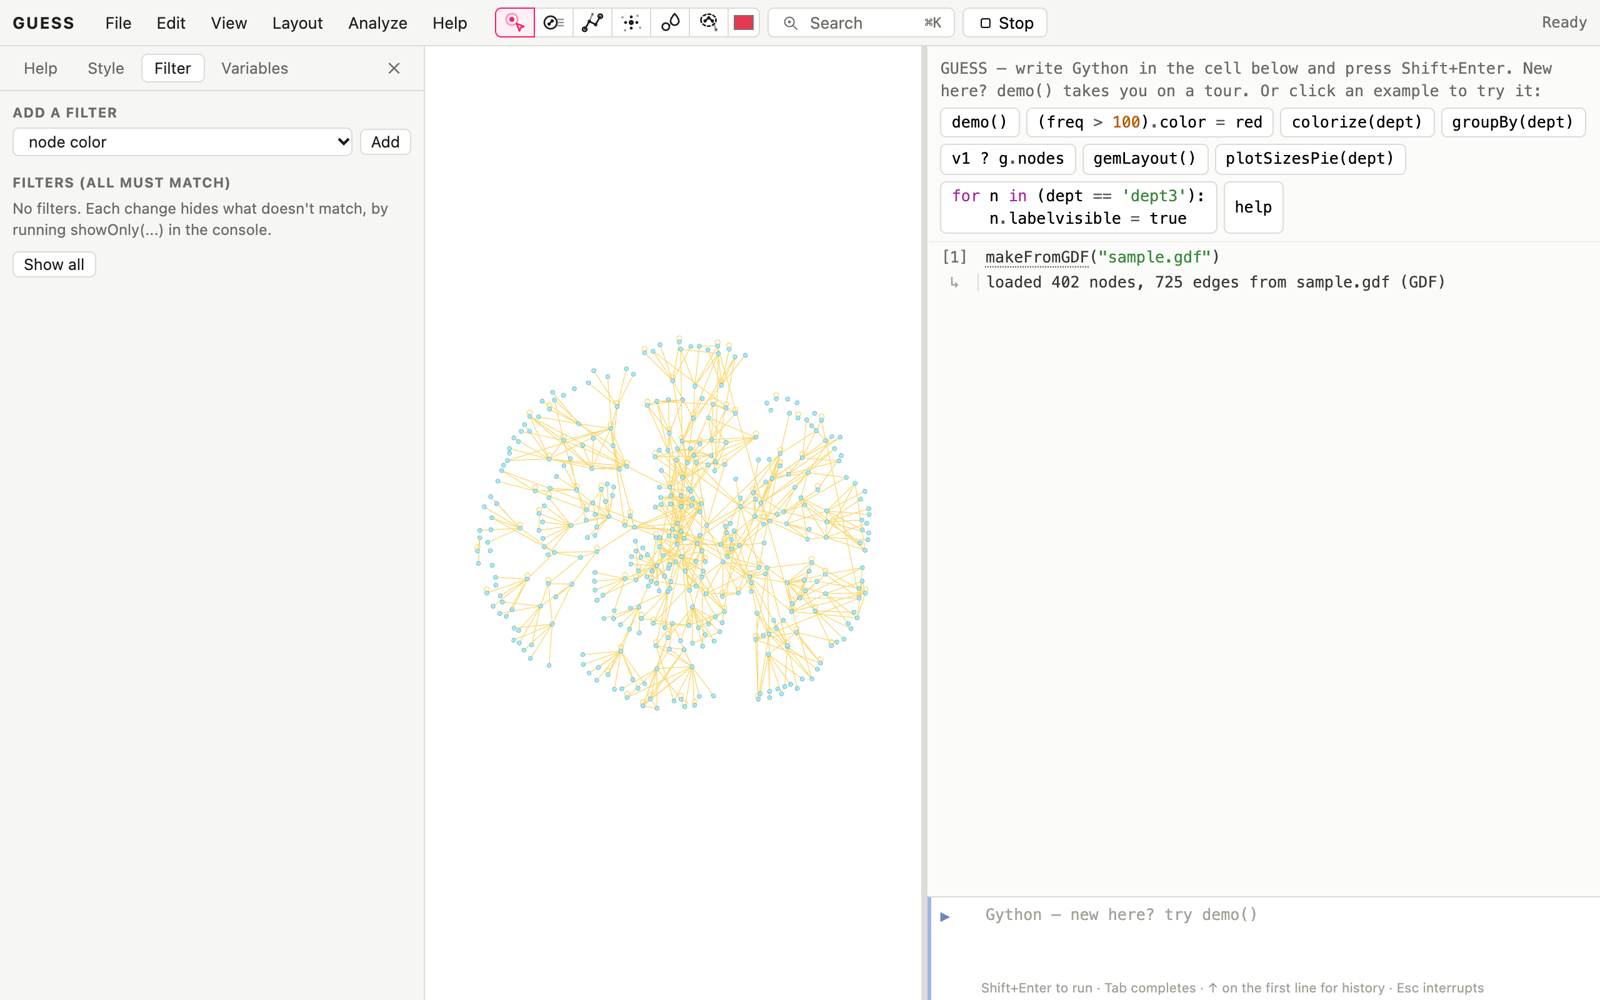 GUESS File Edit View Layout Analyze Help Search ⌘K Stop Ready
Help Style Filter Variables
ADD A FILTER
node color Add
FILTERS (ALL MUST MATCH)
No filters. Each change hides what doesn't match, by
running showOnly(...) in the console.
Show all
GUESS — write Gython in the cell below and press Shift+Enter. New
here? demo() takes you on a tour. Or click an example to try it:
demo() (freq > 100).color = red colorize(dept) groupBy(dept)
v1 ? g.nodes gemLayout() plotSizesPie(dept)
for n in (dept == 'dept3'):
n.labelvisible = true
help
[1] makeFromGDF("sample.gdf")
↳ loaded 402 nodes, 725 edges from sample.gdf (GDF)
Gython — new here? try demo()
Shift+Enter to run · Tab completes · ↑ on the first line for history · Esc interrupts